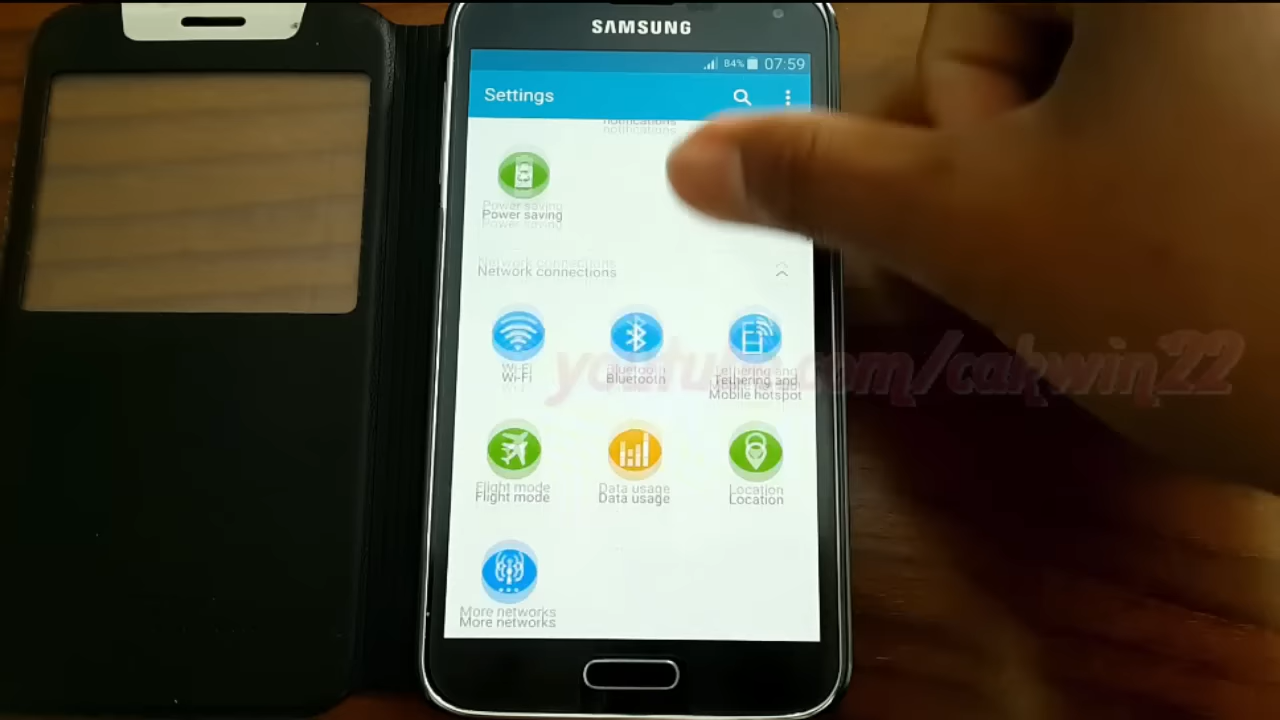 SAMSUNG
84% 07:59
Settings
notifications
Power saving
Network connections
Wi-Fi
Bluetooth
Tethering and
Mobile hotspot
youtube.com/cakwin22
Flight mode
Data usage
Location
More networks